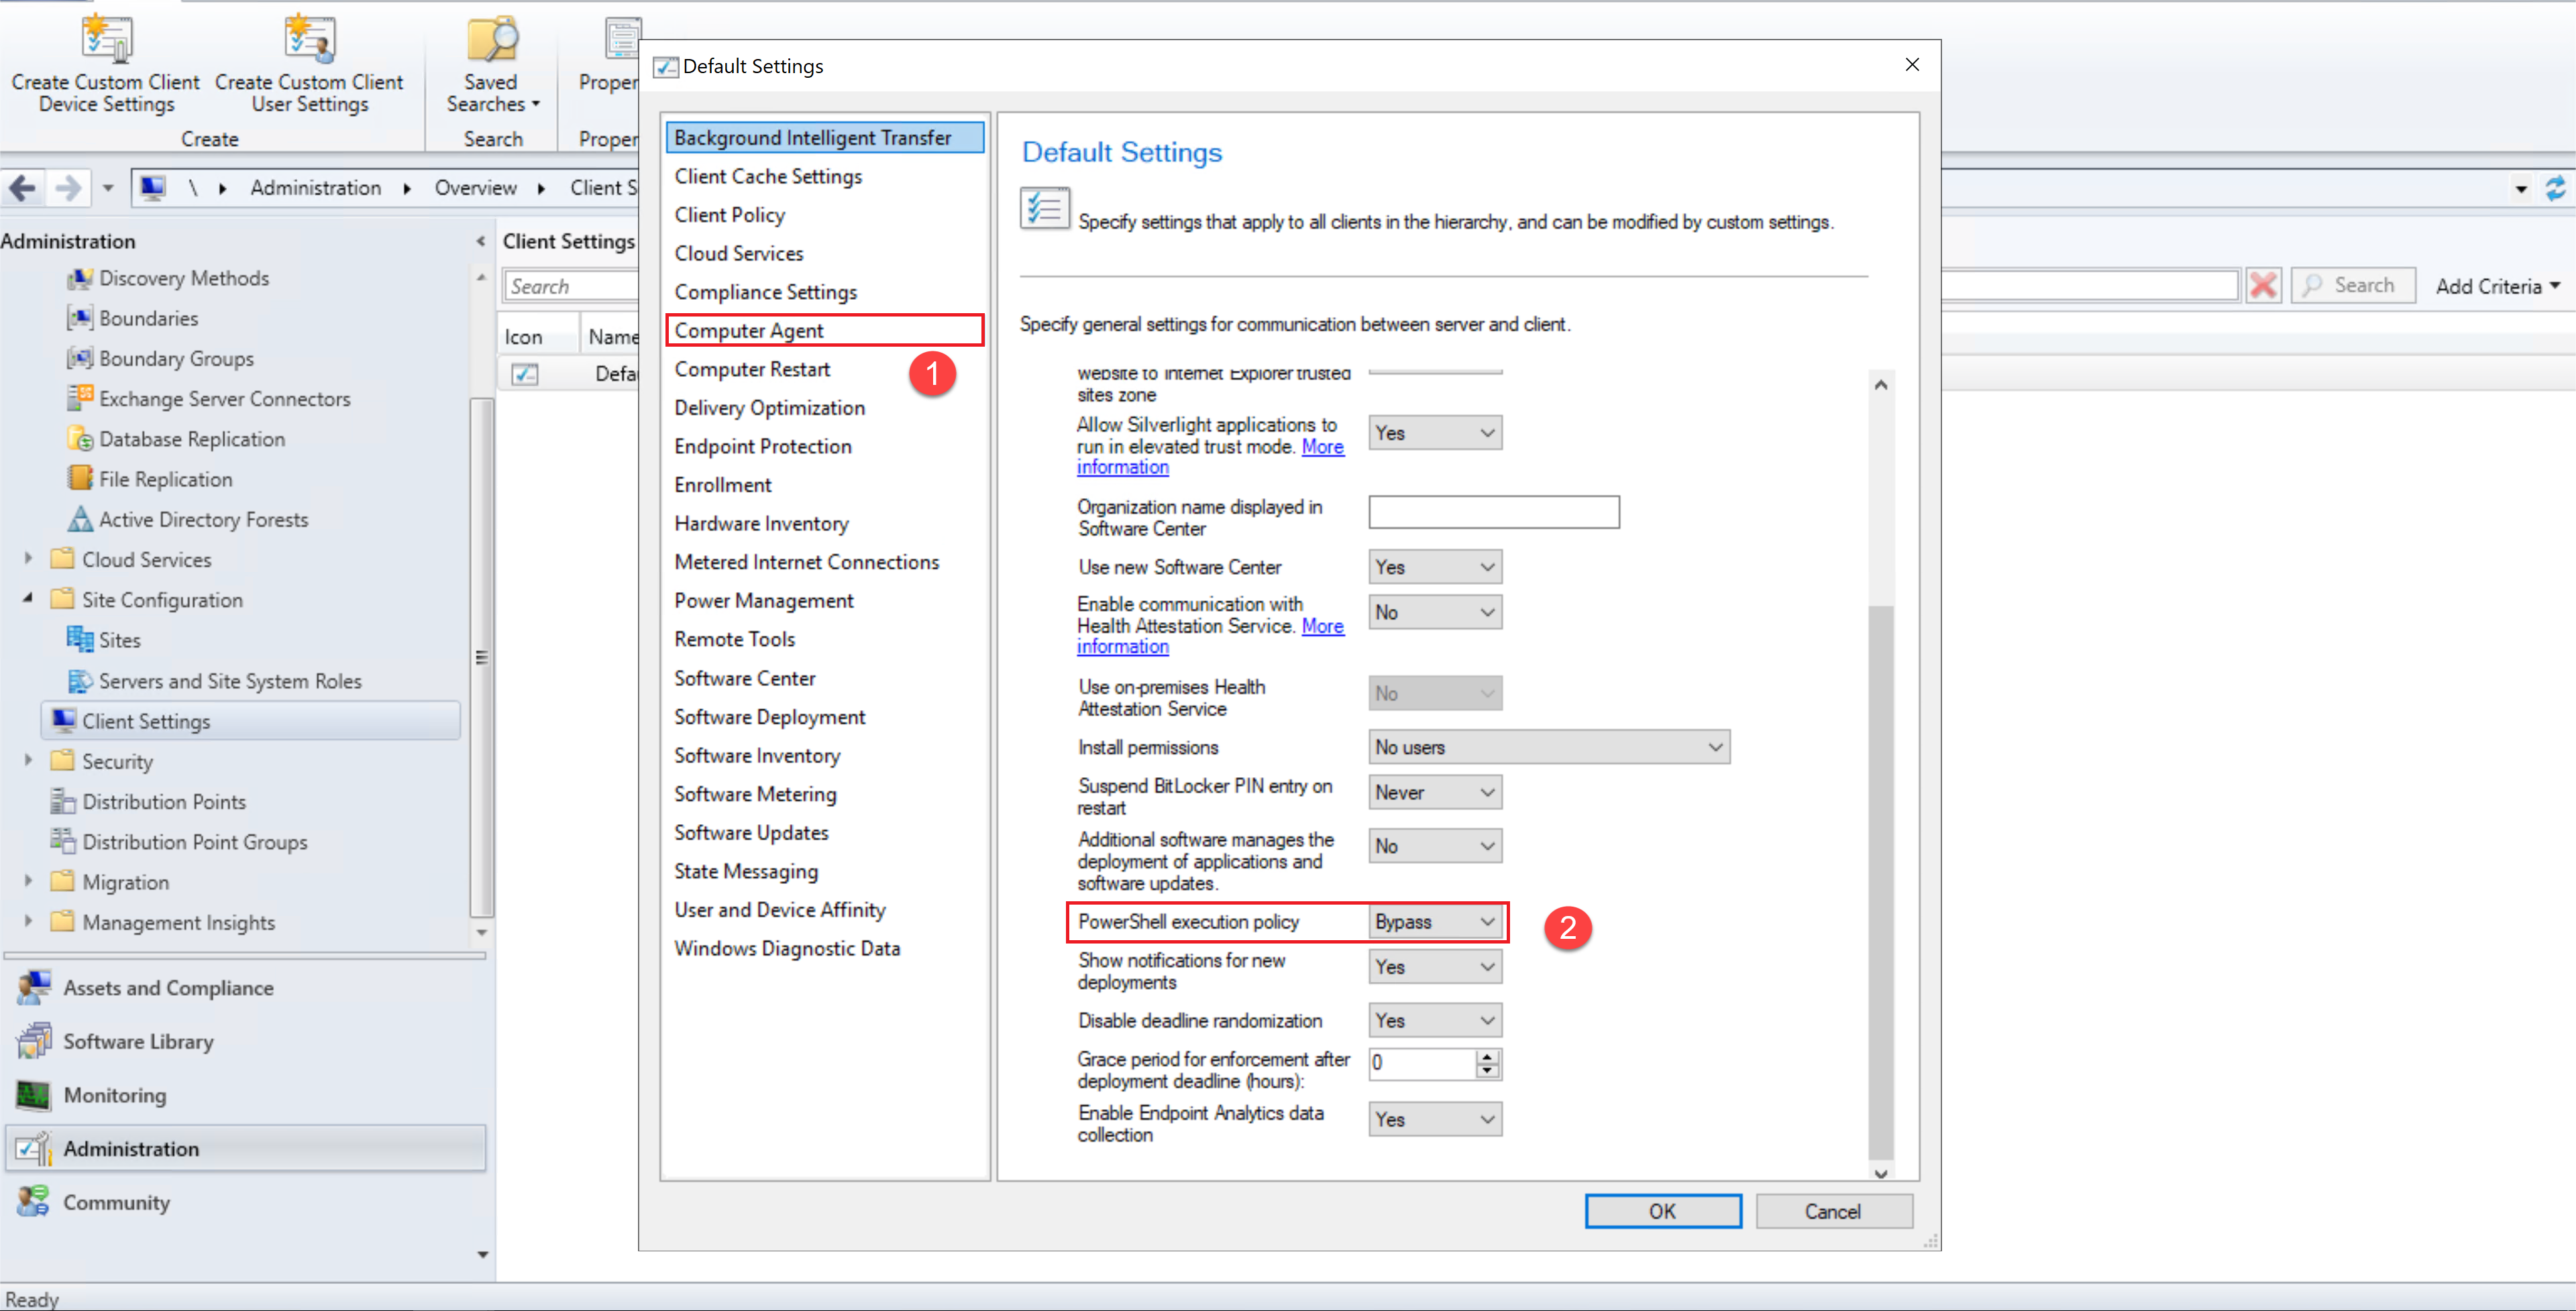 Create Custom Client
Device Settings
Create Custom Client
User Settings
Saved
Searches
Create
Search
\
Administration
Overview
Administration
Discovery Methods
Boundaries
Boundary Groups
Exchange Server Connectors
Database Replication
File Replication
Active Directory Forests
Cloud Services
Site Configuration
Sites
Servers and Site System Roles
Client Settings
Security
Distribution Points
Distribution Point Groups
Migration
Management Insights
Assets and Compliance
Software Library
Monitoring
Administration
Community
Ready
Client Settings
Search
Icon
Name
Search
Add Criteria
Default Settings
Background Intelligent Transfer
Client Cache Settings
Client Policy
Cloud Services
Compliance Settings
Computer Agent
1
Computer Restart
Delivery Optimization
Endpoint Protection
Enrollment
Hardware Inventory
Metered Internet Connections
Power Management
Remote Tools
Software Center
Software Deployment
Software Inventory
Software Metering
Software Updates
State Messaging
User and Device Affinity
Windows Diagnostic Data
Default Settings
Specify settings that apply to all clients in the hierarchy, and can be modified by custom settings.
Specify general settings for communication between server and client.
website to Internet Explorer trusted
sites zone
Allow Silverlight applications to
run in elevated trust mode. More
information
Yes
Organization name displayed in
Software Center
Use new Software Center
Yes
Enable communication with
Health Attestation Service. More
information
No
Use on-premises Health
Attestation Service
No
Install permissions
No users
Suspend BitLocker PIN entry on
restart
Never
Additional software manages the
deployment of applications and
software updates.
No
PowerShell execution policy
Bypass
2
Show notifications for new
deployments
Yes
Disable deadline randomization
Yes
Grace period for enforcement after
deployment deadline (hours):
0
Enable Endpoint Analytics data
collection
Yes
OK
Cancel